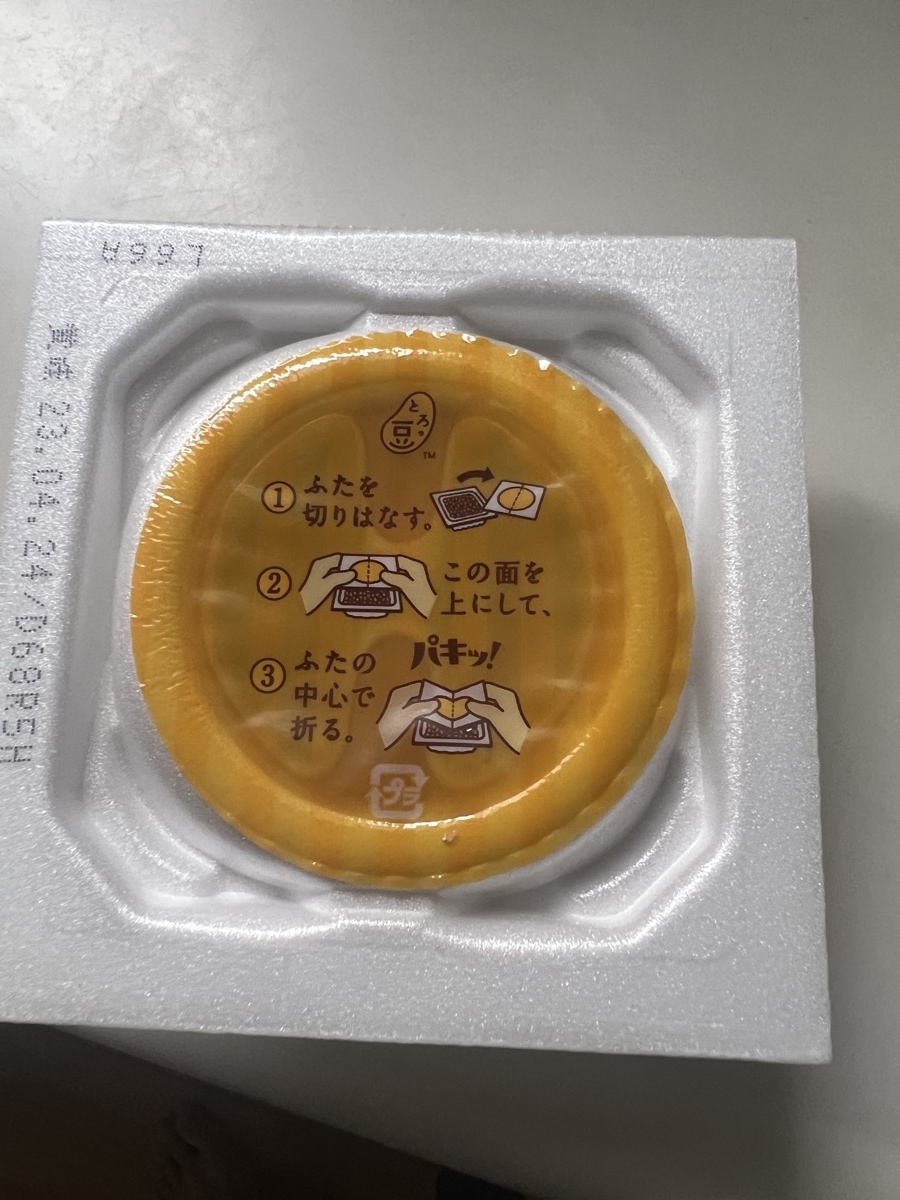 A66L
賞味 23.04.24/D68R5H
とろっ
豆
TM
① ふたを
切りはなす。
② この面を
上にして、
③ ふたの
中心で
折る。
パキッ!
プラ